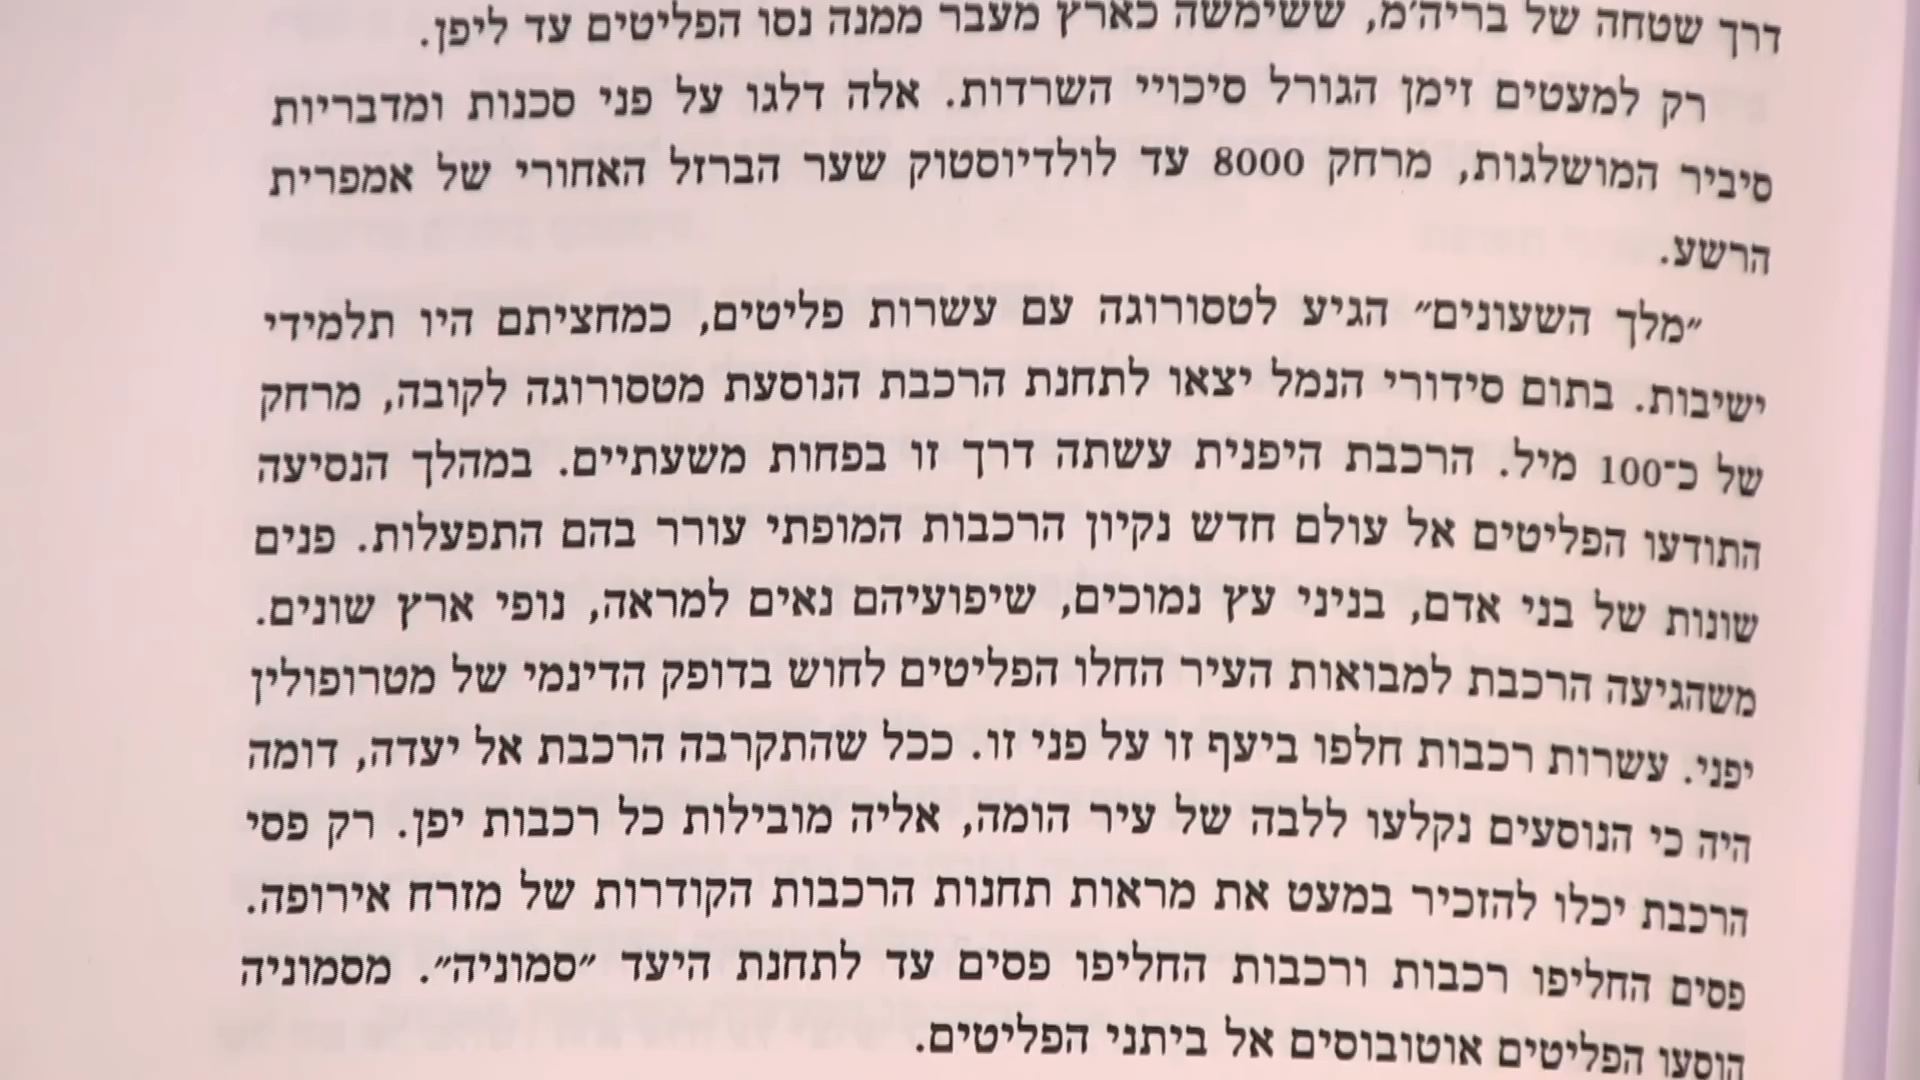 דרך שטחה של בריה׳מ, ששימשה כארץ מעבר ממנה נסו הפליטים עד ליפן.
רק למעטים זימן הגורל סיכויי השרדות. אלה דלגו על פני סכנות ומדבריות
סיביר המושלגות, מרחק 8000 עד לולדיוסטוק שער הברזל האחורי של אמפרית
הרשע.
״מלך השעונים״ הגיע לטסורוגה עם עשרות פליטים, כמחציתם היו תלמידי
ישיבות. בתום סידורי הנמל יצאו לתחנת הרכבת הנוסעת מטסורוגה לקובה, מרחק
של כ־100 מיל. הרכבת היפנית עשתה דרך זו בפחות משעתיים. במהלך הנסיעה
התודעו הפליטים אל עולם חדש נקיון הרכבות המופתי עורר בהם התפעלות. פנים
שונות של בני אדם, בניני עץ נמוכים, שיפועיהם נאים למראה, נופי ארץ שונים.
משהגיעה הרכבת למבואות העיר החלו הפליטים לחוש בדופק הדינמי של מטרופולין
יפני. עשרות רכבות חלפו ביעף זו על פני זו. ככל שהתקרבה הרכבת אל יעדה, דומה
היה כי הנוסעים נקלעו ללבה של עיר הומה, אליה מובילות כל רכבות יפן. רק פסי
הרכבת יכלו להזכיר במעט את מראות תחנות הרכבות הקודרות של מזרח אירופה.
פסים החליפו רכבות ורכבות החליפו פסים עד לתחנת היעד ״סמוניה״. מסמוניה
הוסעו הפליטים אוטובוסים אל ביתני הפליטים.